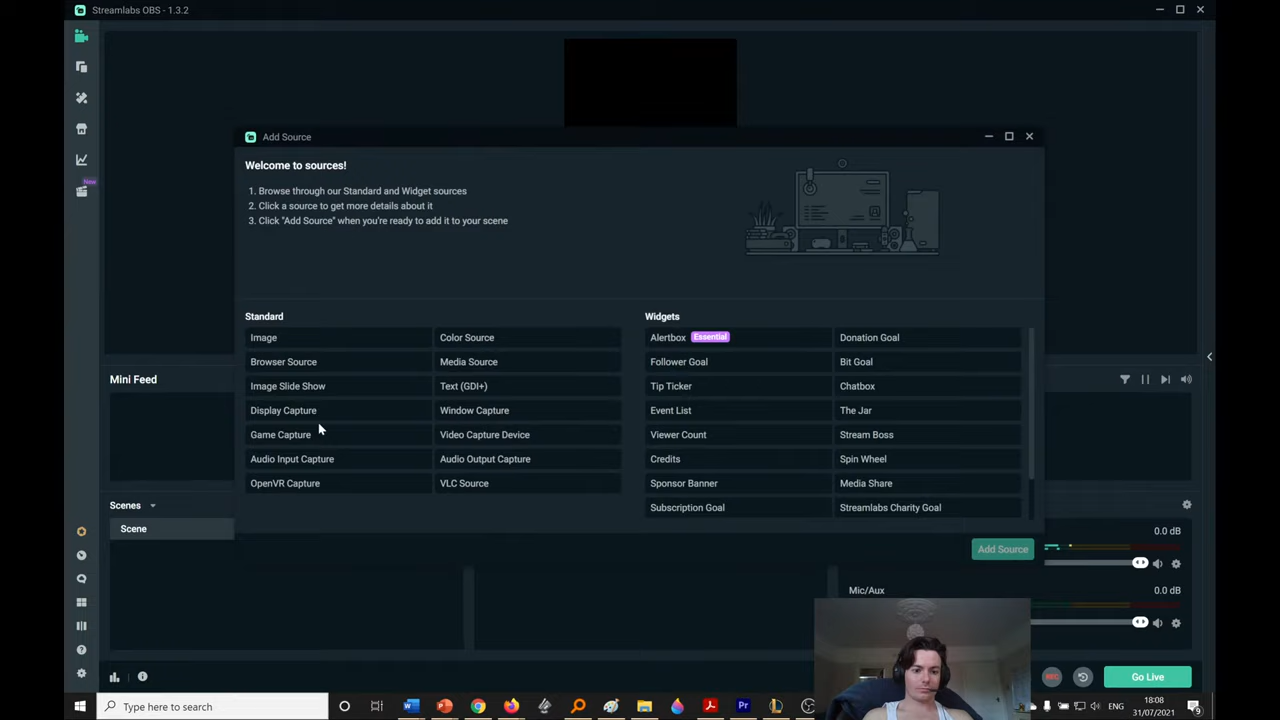 Streamlabs OBS - 1.3.2
Add Source
Welcome to sources!
1. Browse through our Standard and Widget sources
2. Click a source to get more details about it
3. Click "Add Source" when you're ready to add it to your scene
New
Standard
Image
Color Source
Browser Source
Media Source
Image Slide Show
Text (GDI+)
Display Capture
Window Capture
Game Capture
Video Capture Device
Audio Input Capture
Audio Output Capture
OpenVR Capture
VLC Source
Widgets
Alertbox Essential
Donation Goal
Follower Goal
Bit Goal
Tip Ticker
Chatbox
Event List
The Jar
Viewer Count
Stream Boss
Credits
Spin Wheel
Sponsor Banner
Media Share
Subscription Goal
Streamlabs Charity Goal
Add Source
Mini Feed
Scenes
Scene
0.0 dB
Mic/Aux
0.0 dB
REC
Go Live
Type here to search
18:08
31/07/2021